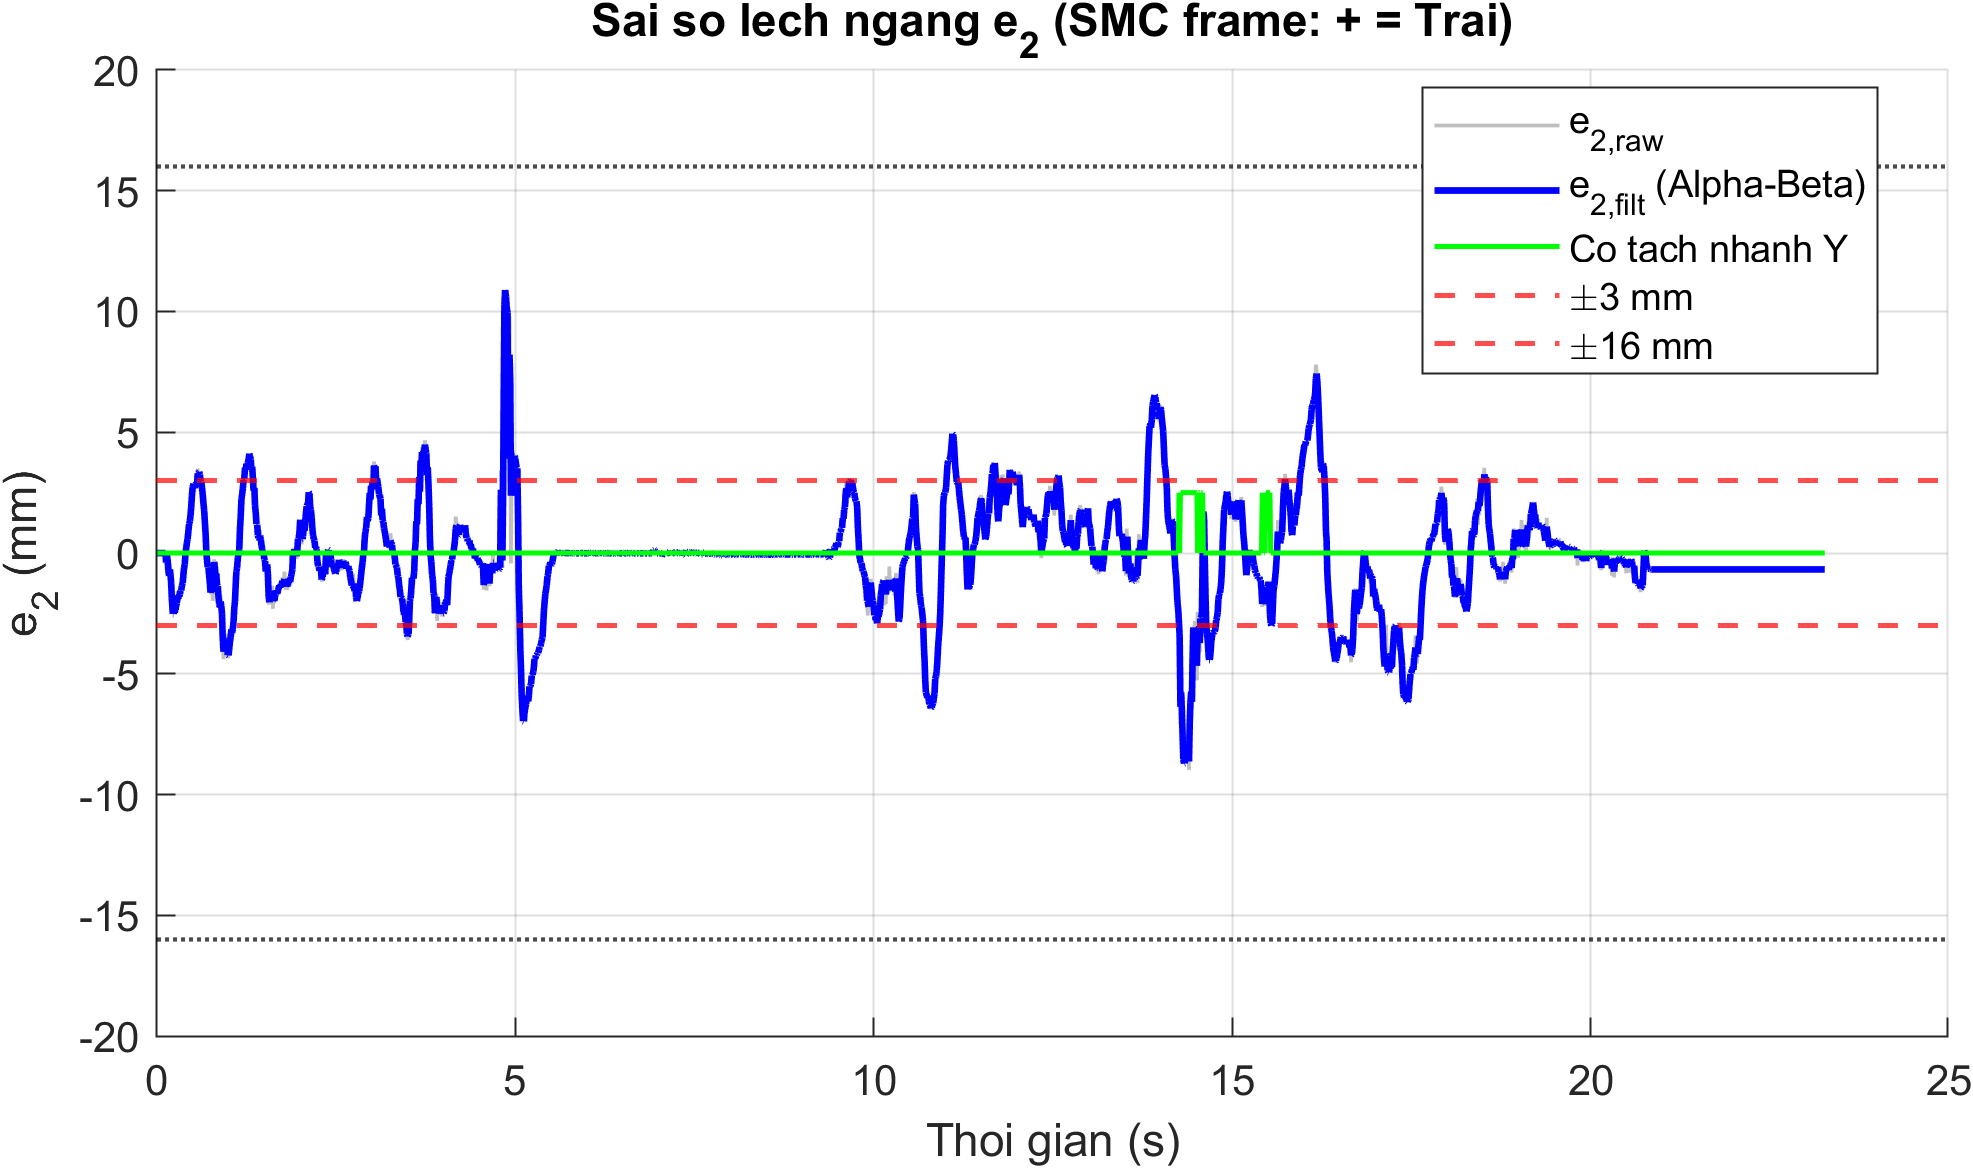 Sai so lech ngang e2 (SMC frame: + = Trai)
e2,raw
e2,filt (Alpha-Beta)
Co tach nhanh Y
±3 mm
±16 mm
20
15
10
5
0
-5
-10
-15
-20
e2 (mm)
0 5 10 15 20 25
Thoi gian (s)